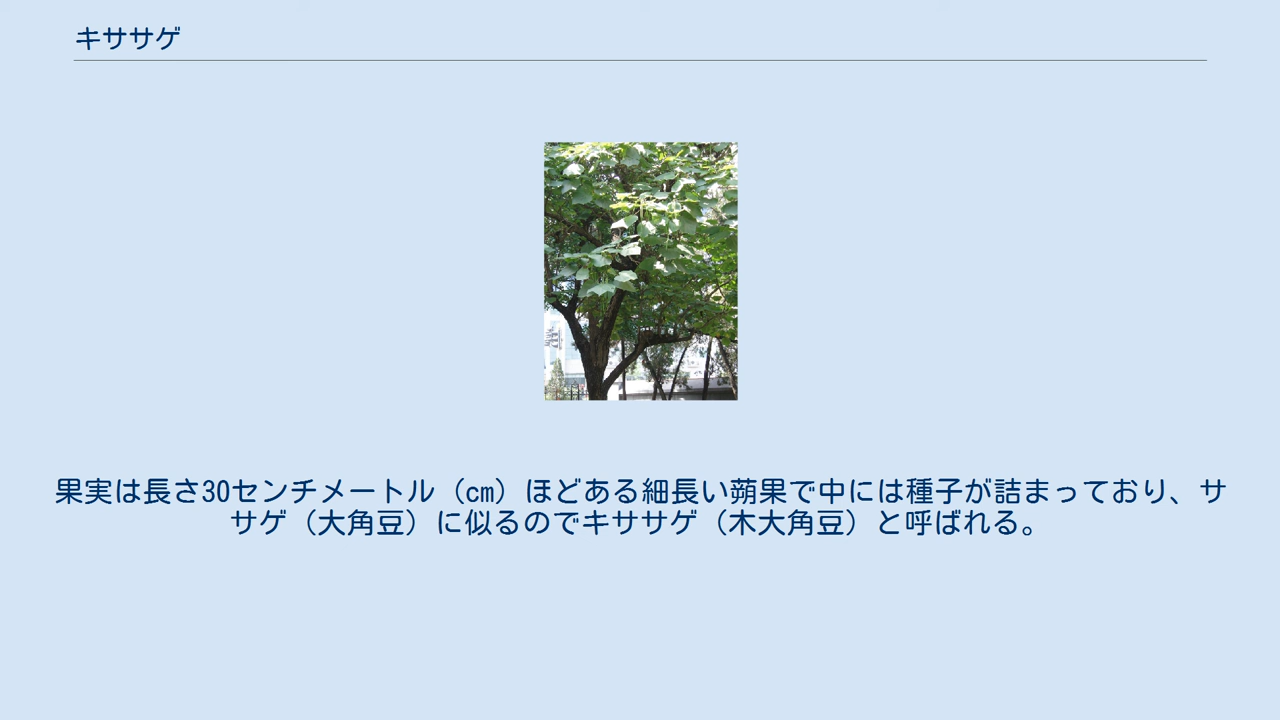 キササゲ
果実は長さ30センチメートル（cm）ほどある細長い蒴果で中には種子が詰まっており、サ
サゲ（大角豆）に似るのでキササゲ（木大角豆）と呼ばれる。